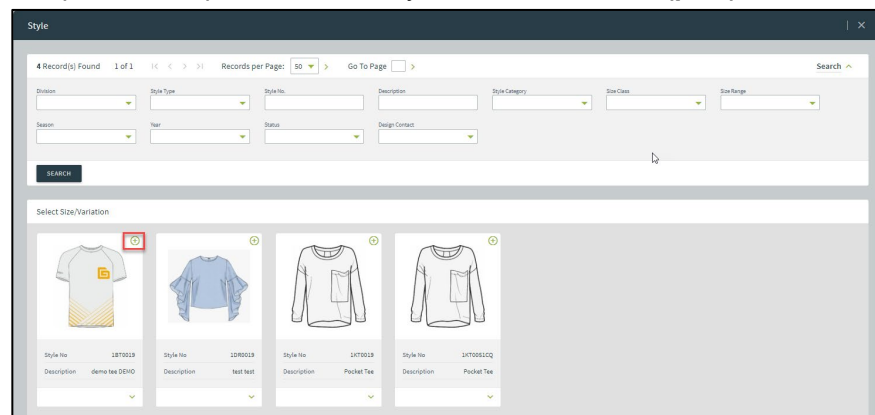 Style
4 Record(s) Found 1 of 1 Records per Page: 50 Go To Page Search
Division Style Type Style No. Description Style Category Size Class Size Range
Season Year Status Design Contact
SEARCH
Select Size/Variation
Style No 1BT0019 Style No 1DR0019 Style No 1KT0019 Style No 1KT00S1CQ
Description demo tee DEMO Description test test Description Pocket Tee Description Pocket Tee